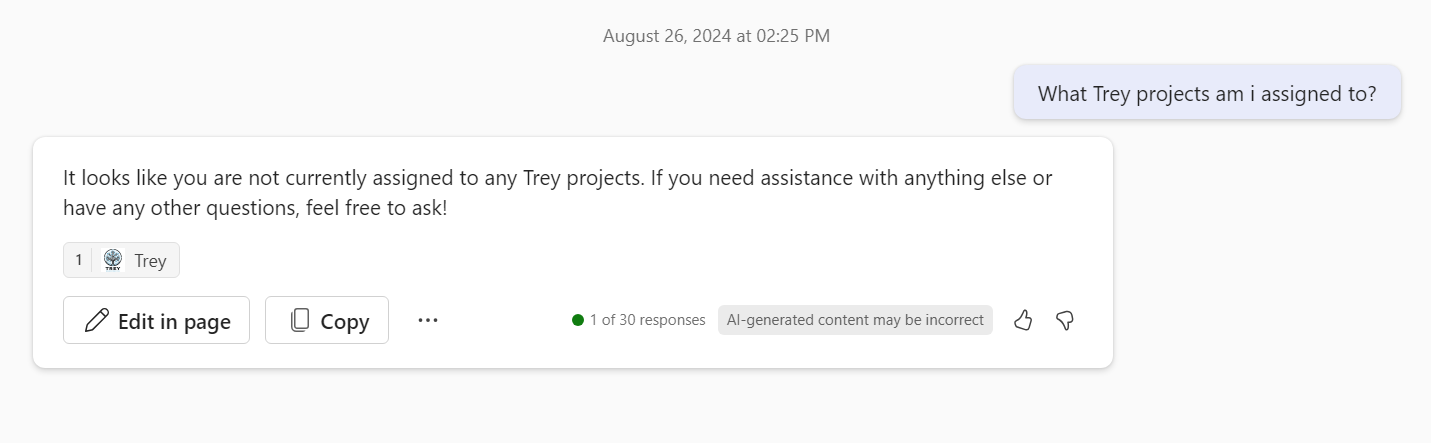 August 26, 2024 at 02:25 PM
What Trey projects am i assigned to?
It looks like you are not currently assigned to any Trey projects. If you need assistance with anything else or
have any other questions, feel free to ask!
1 TREY Trey
Edit in page Copy ... 1 of 30 responses AI-generated content may be incorrect